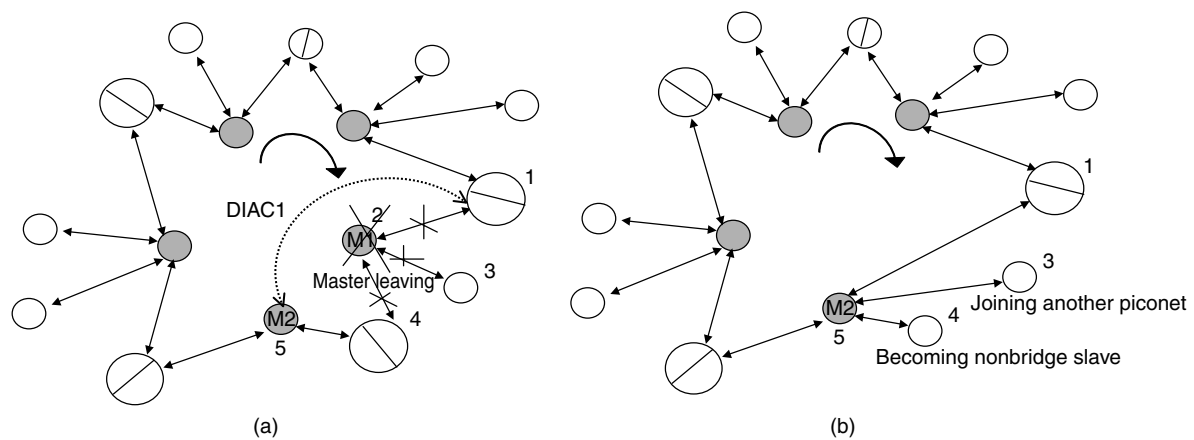 1
DIAC1
2
M1
3
Master leaving
M2
4
5
(a)
1
3
Joining another piconet
M2
4
5
Becoming nonbridge slave
(b)